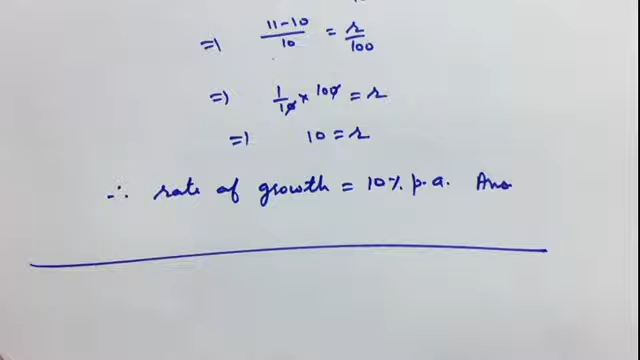 ⇒ (11-10)/10 = r/100
⇒ 1/10 × 100 = r
⇒ 10 = r
∴ rate of growth = 10% p.a. Ans